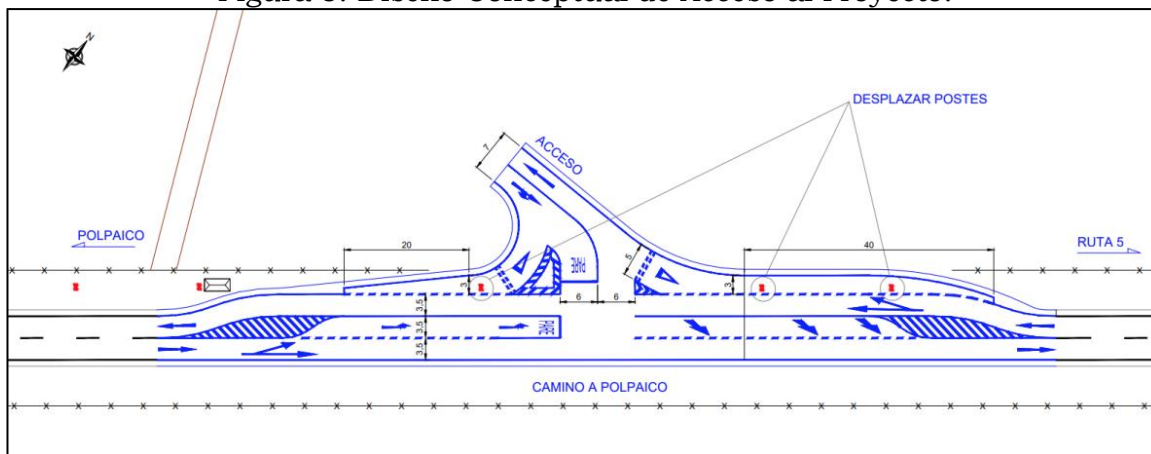 Figura 3: Diseño Conceptual de Acceso al Proyecto.
N
DESPLAZAR POSTES
ACCESO
7
POLPAICO
RUTA 5
20
40
5
3
3
PARE
6
6
3,5
3,5
3,5
PARE
CAMINO A POLPAICO